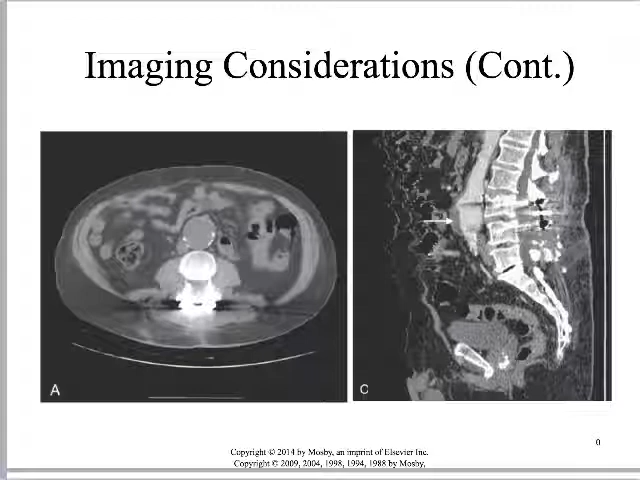 Imaging Considerations (Cont.)
A
C
0
Copyright © 2014 by Mosby, an imprint of Elsevier Inc.
Copyright © 2009, 2004, 1998, 1994, 1988 by Mosby,